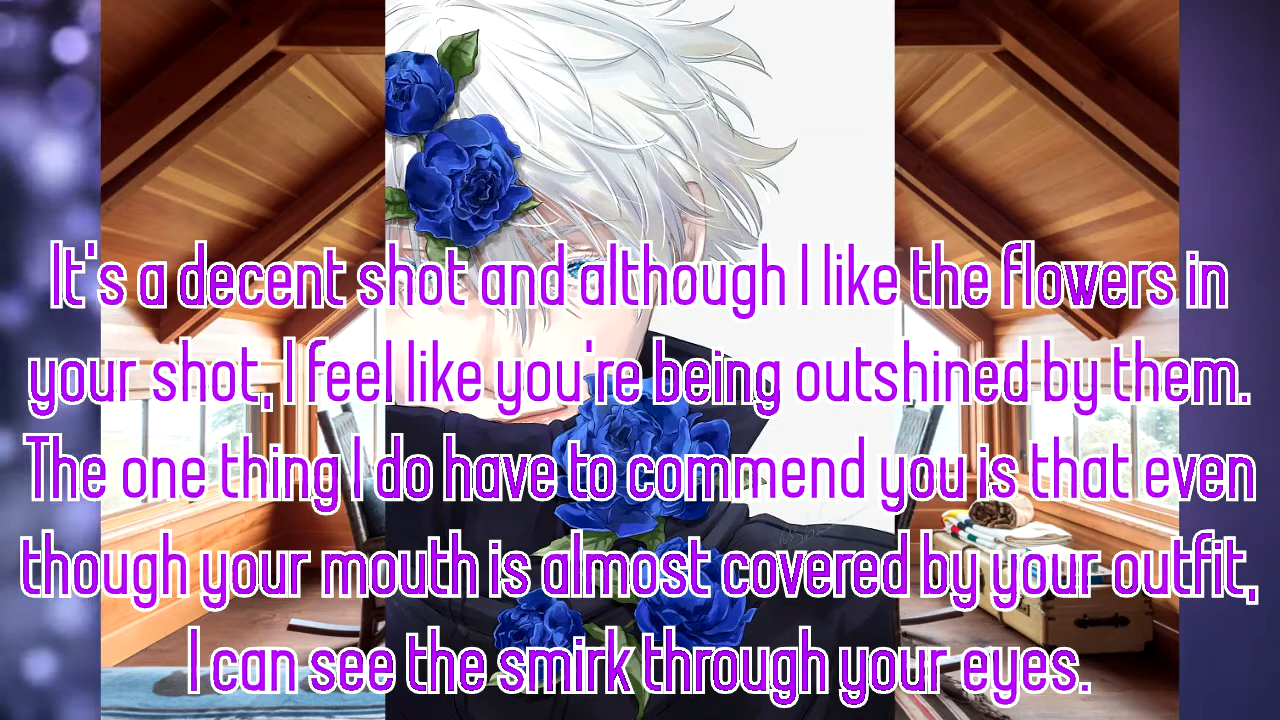 It's a decent shot and although I like the flowers in
your shot, I feel like you're being outshined by them.
The one thing I do have to commend you is that even
though your mouth is almost covered by your outfit,
I can see the smirk through your eyes.